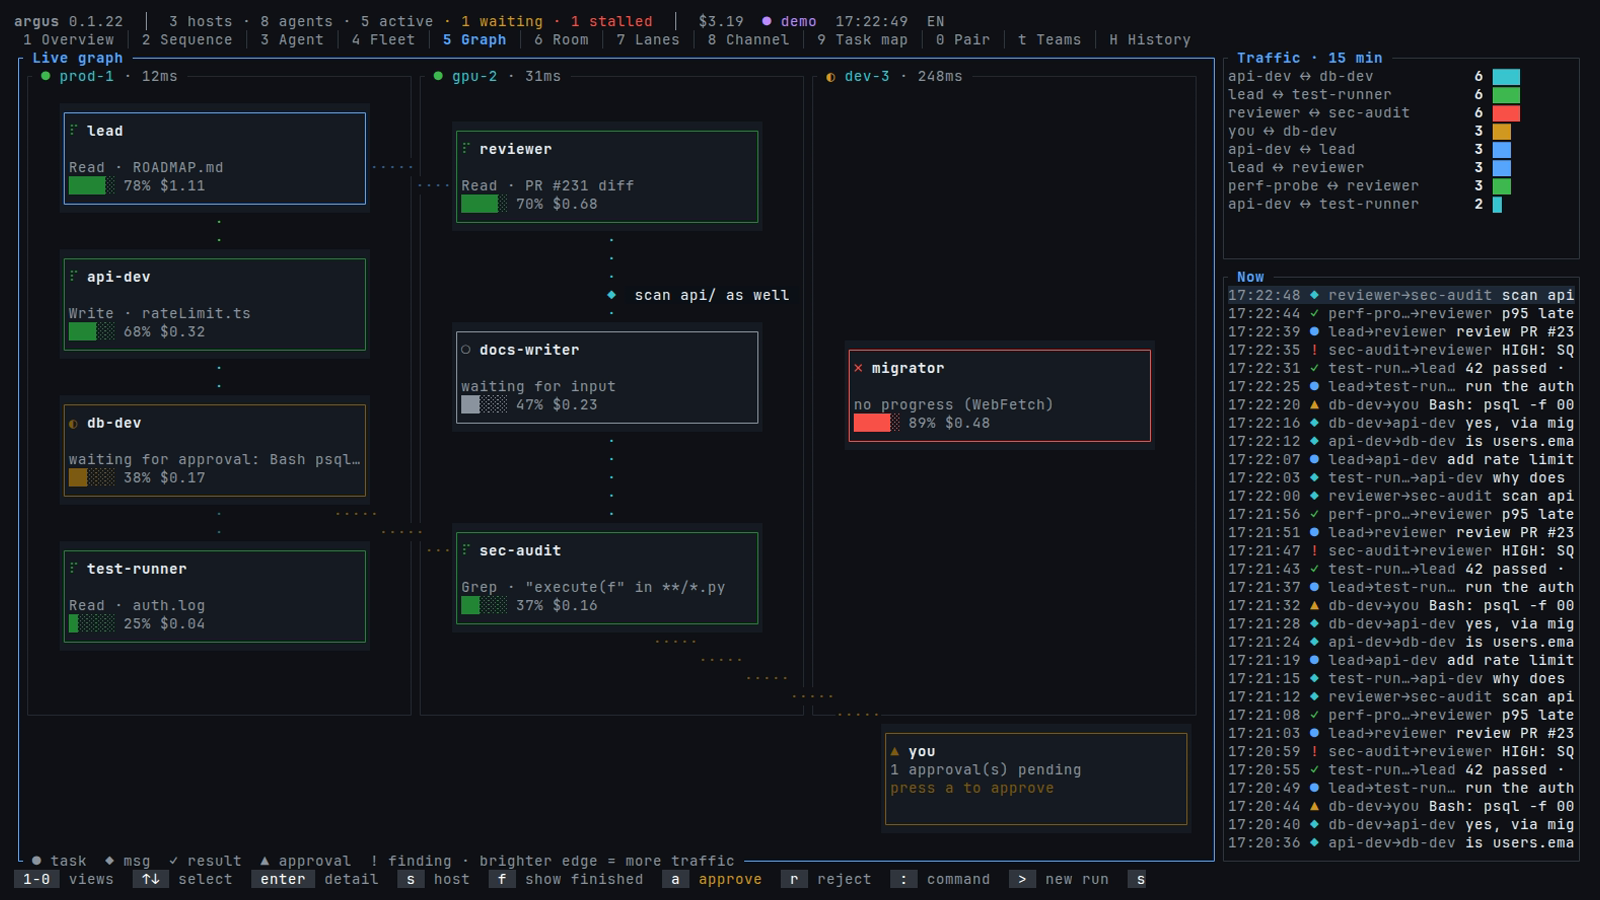 argus 0.1.22 │ 3 hosts · 8 agents · 5 active · 1 waiting · 1 stalled │ $3.19 ● demo 17:22:49 EN
1 Overview │ 2 Sequence │ 3 Agent │ 4 Fleet │ 5 Graph │ 6 Room │ 7 Lanes │ 8 Channel │ 9 Task map │ 0 Pair │ t Teams │ H History
Live graph
● prod-1 · 12ms
lead
Read · ROADMAP.md
78% $1.11
api-dev
Write · rateLimit.ts
68% $0.32
◐ db-dev
waiting for approval: Bash psql…
38% $0.17
test-runner
Read · auth.log
25% $0.04
● gpu-2 · 31ms
reviewer
Read · PR #231 diff
70% $0.68
◆ scan api/ as well
○ docs-writer
waiting for input
47% $0.23
sec-audit
Grep · "execute(f" in **/*.py
37% $0.16
◐ dev-3 · 248ms
✕ migrator
no progress (WebFetch)
89% $0.48
▲ you
1 approval(s) pending
press a to approve
● task ◆ msg ✓ result ▲ approval ! finding · brighter edge = more traffic
Traffic · 15 min
api-dev ↔ db-dev 6
lead ↔ test-runner 6
reviewer ↔ sec-audit 6
you ↔ db-dev 3
api-dev ↔ lead 3
lead ↔ reviewer 3
perf-probe ↔ reviewer 3
api-dev ↔ test-runner 2
Now
17:22:48 ◆ reviewer→sec-audit scan api
17:22:44 ✓ perf-pro…→reviewer p95 late
17:22:39 ● lead→reviewer review PR #23
17:22:35 ! sec-audit→reviewer HIGH: SQ
17:22:31 ✓ test-run…→lead 42 passed ·
17:22:25 ● lead→test-run… run the auth
17:22:20 ▲ db-dev→you Bash: psql -f 00
17:22:16 ◆ db-dev→api-dev yes, via mig
17:22:12 ◆ api-dev→db-dev is users.ema
17:22:07 ● lead→api-dev add rate limit
17:22:03 ◆ test-run…→api-dev why does
17:22:00 ◆ reviewer→sec-audit scan api
17:21:56 ✓ perf-pro…→reviewer p95 late
17:21:51 ● lead→reviewer review PR #23
17:21:47 ! sec-audit→reviewer HIGH: SQ
17:21:43 ✓ test-run…→lead 42 passed ·
17:21:37 ● lead→test-run… run the auth
17:21:32 ▲ db-dev→you Bash: psql -f 00
17:21:28 ◆ db-dev→api-dev yes, via mig
17:21:24 ◆ api-dev→db-dev is users.ema
17:21:19 ● lead→api-dev add rate limit
17:21:15 ◆ test-run…→api-dev why does
17:21:12 ◆ reviewer→sec-audit scan api
17:21:08 ✓ perf-pro…→reviewer p95 late
17:21:03 ● lead→reviewer review PR #23
17:20:59 ! sec-audit→reviewer HIGH: SQ
17:20:55 ✓ test-run…→lead 42 passed ·
17:20:49 ● lead→test-run… run the auth
17:20:44 ▲ db-dev→you Bash: psql -f 00
17:20:40 ◆ db-dev→api-dev yes, via mig
17:20:36 ◆ api-dev→db-dev is users.ema
1-0 views ↑↓ select enter detail s host f show finished a approve r reject : command > new run s